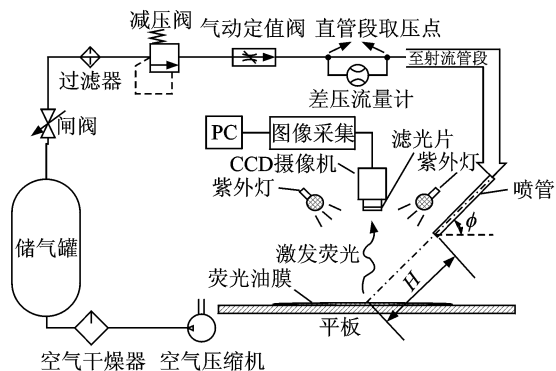 减压阀
气动定值阀
直管段取压点
过滤器
至射流管段
差压流量计
闸阀
PC
图像采集
滤光片
CCD摄像机
紫外灯
紫外灯
喷管
ϕ
储气罐
激发荧光
H
荧光油膜
平板
空气干燥器
空气压缩机